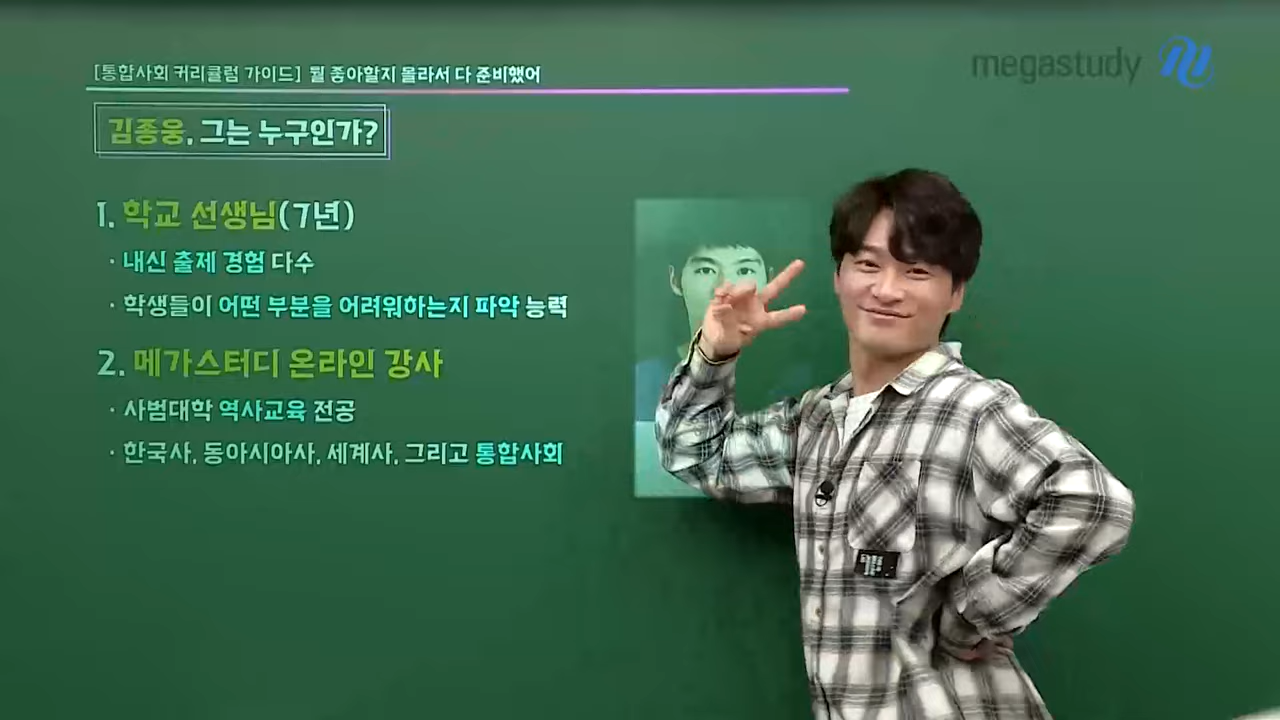 [통합사회 커리큘럼 가이드] 뭘 좋아할지 몰라서 다 준비했어
megastudy
김종웅, 그는 누구인가?
1. 학교 선생님(7년)
· 내신 출제 경험 다수
· 학생들이 어떤 부분을 어려워하는지 파악 능력
2. 메가스터디 온라인 강사
· 사범대학 역사교육 전공
· 한국사, 동아시아사, 세계사, 그리고 통합사회